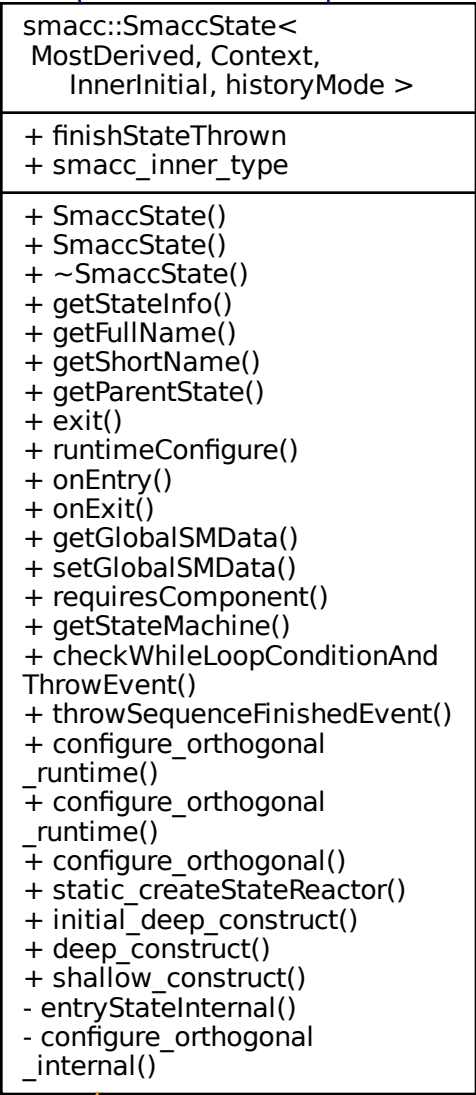 smacc::SmaccState<
MostDerived, Context,
InnerInitial, historyMode >
+ finishStateThrown
+ smacc_inner_type
+ SmaccState()
+ SmaccState()
+ ~SmaccState()
+ getStateInfo()
+ getFullName()
+ getShortName()
+ getParentState()
+ exit()
+ runtimeConfigure()
+ onEntry()
+ onExit()
+ getGlobalSMData()
+ setGlobalSMData()
+ requiresComponent()
+ getStateMachine()
+ checkWhileLoopConditionAnd
ThrowEvent()
+ throwSequenceFinishedEvent()
+ configure_orthogonal
_runtime()
+ configure_orthogonal
_runtime()
+ configure_orthogonal()
+ static_createStateReactor()
+ initial_deep_construct()
+ deep_construct()
+ shallow_construct()
- entryStateInternal()
- configure_orthogonal
_internal()